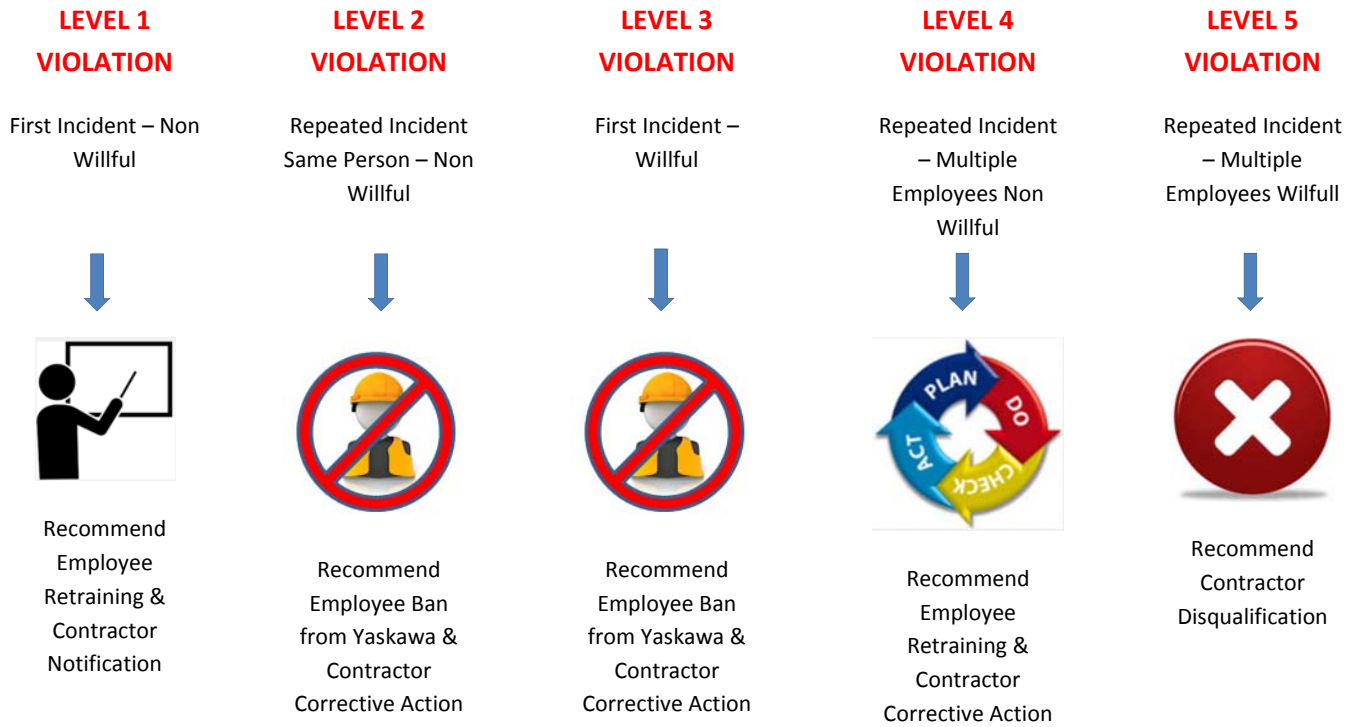 LEVEL 1
VIOLATION
First Incident – Non
Willful
Recommend
Employee
Retraining &
Contractor
Notification
LEVEL 2
VIOLATION
Repeated Incident
Same Person – Non
Willful
Recommend
Employee Ban
from Yaskawa &
Contractor
Corrective Action
LEVEL 3
VIOLATION
First Incident –
Willful
Recommend
Employee Ban
from Yaskawa &
Contractor
Corrective Action
LEVEL 4
VIOLATION
Repeated Incident
– Multiple
Employees Non
Willful
PLAN
DO
CHECK
ACT
Recommend
Employee
Retraining &
Contractor
Corrective Action
LEVEL 5
VIOLATION
Repeated Incident
– Multiple
Employees Wilfull
Recommend
Contractor
Disqualification